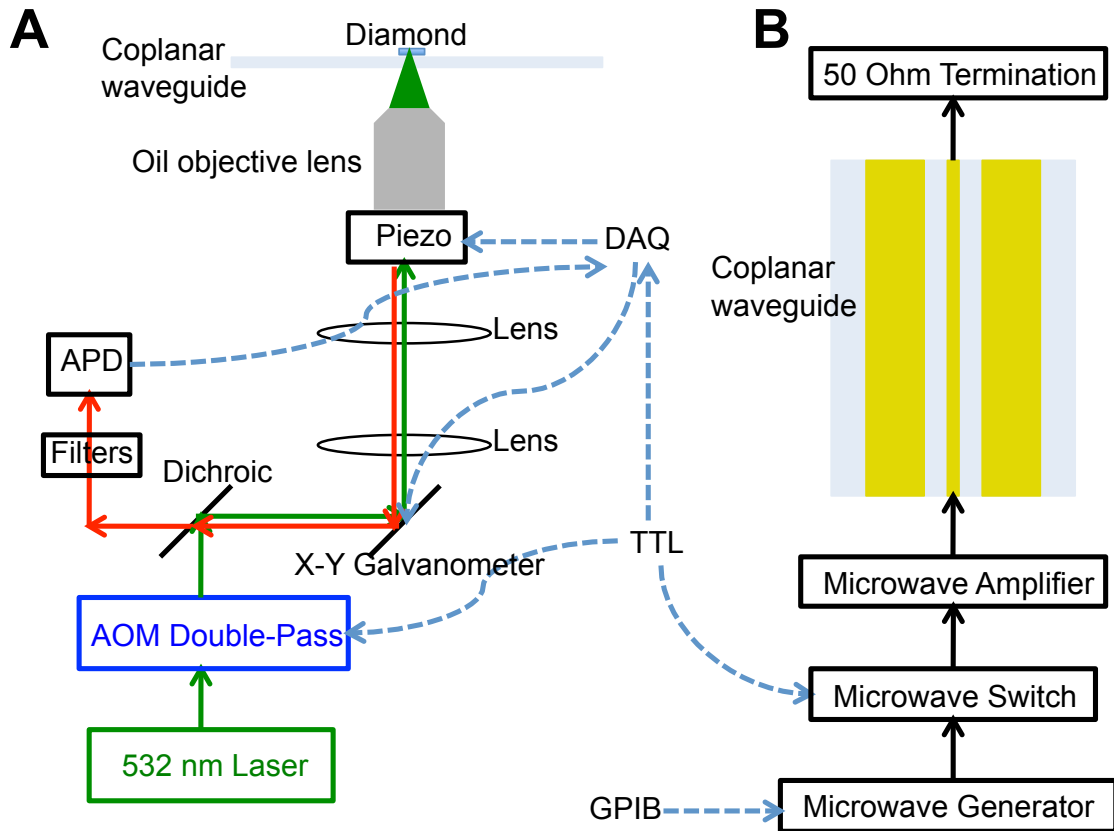 A
Diamond
Coplanar
waveguide
Oil objective lens
Piezo
DAQ
Lens
APD
Lens
Filters
Dichroic
X-Y Galvanometer
TTL
AOM Double-Pass
532 nm Laser
GPIB
B
50 Ohm Termination
Coplanar
waveguide
Microwave Amplifier
Microwave Switch
Microwave Generator